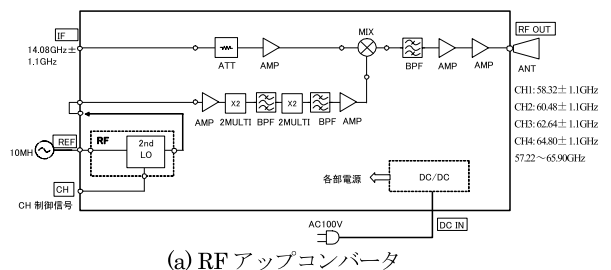 IF
14.08GHz±
1.1GHz
ATT
AMP
MIX
BPF
AMP
AMP
RF OUT
ANT
CH1: 58.32± 1.1GHz
CH2: 60.48± 1.1GHz
CH3: 62.64± 1.1GHz
CH4: 64.80± 1.1GHz
57.22~65.90GHz
AMP
X2
2MULTI
BPF
X2
2MULTI
BPF
AMP
10MH
REF
RF
2nd
LO
CH
CH 制御信号
各部電源
DC/DC
AC100V
DC IN
(a) RF アップコンバータ